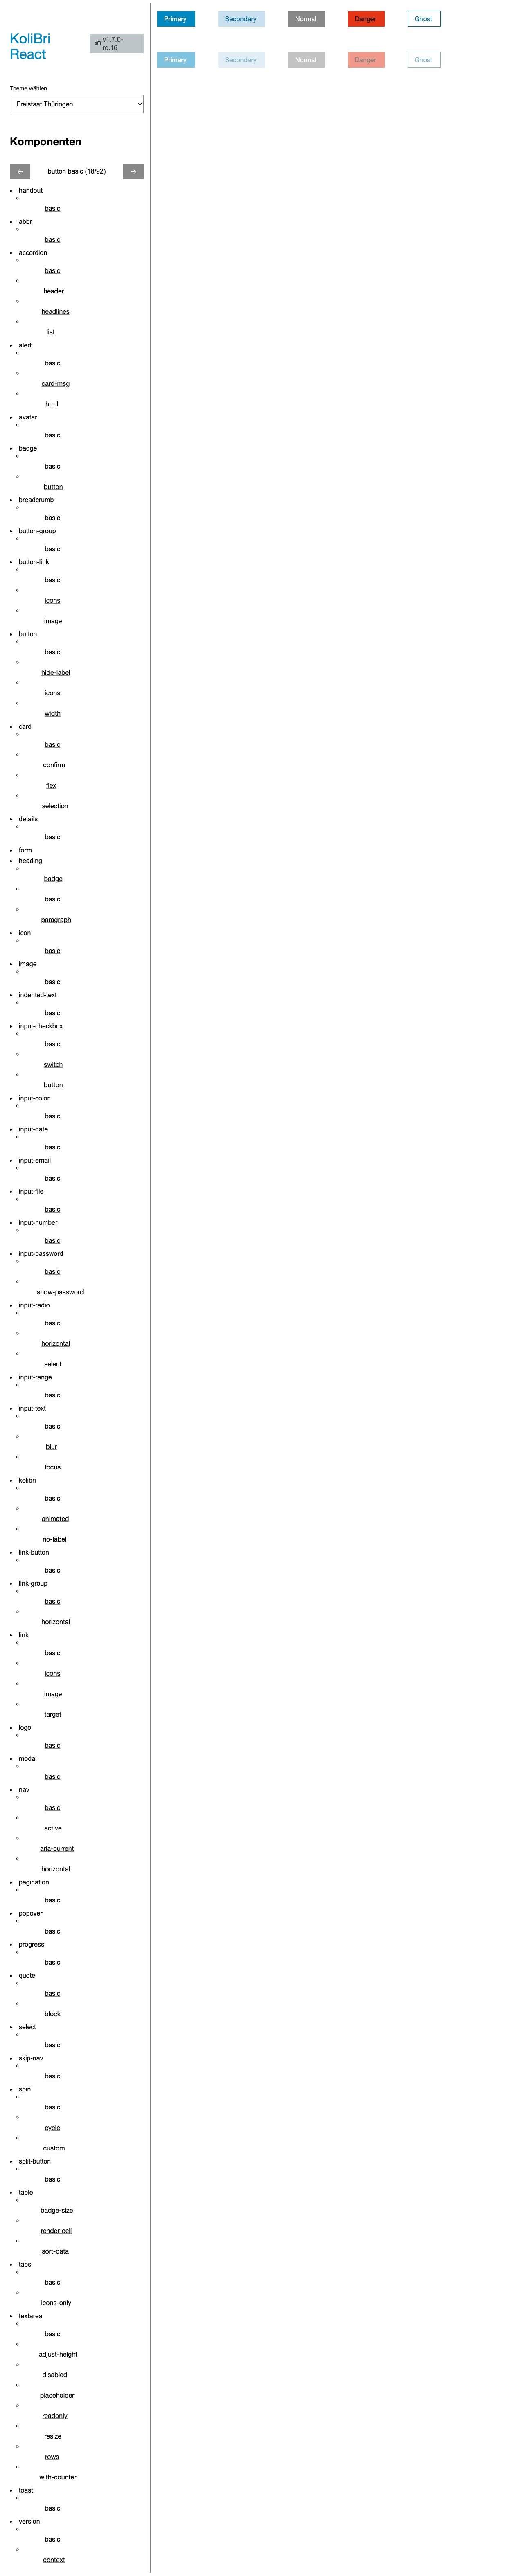 KoliBri
React
v1.7.0-
rc.16
Theme wählen
Freistaat Thüringen
Komponenten
← button basic (18/92) →
handout
basic
abbr
basic
accordion
basic
header
headlines
list
alert
basic
card-msg
html
avatar
basic
badge
basic
button
breadcrumb
basic
button-group
basic
button-link
basic
icons
image
button
basic
hide-label
icons
width
card
basic
confirm
flex
selection
details
basic
form
heading
badge
basic
paragraph
icon
basic
image
basic
indented-text
basic
input-checkbox
basic
switch
button
input-color
basic
input-date
basic
input-email
basic
input-file
basic
input-number
basic
input-password
basic
show-password
input-radio
basic
horizontal
select
input-range
basic
input-text
basic
blur
focus
kolibri
basic
animated
no-label
link-button
basic
link-group
basic
horizontal
link
basic
icons
image
target
logo
basic
modal
basic
nav
basic
active
aria-current
horizontal
pagination
basic
popover
basic
progress
basic
quote
basic
block
select
basic
skip-nav
basic
spin
basic
cycle
custom
split-button
basic
table
badge-size
render-cell
sort-data
tabs
basic
icons-only
textarea
basic
adjust-height
disabled
placeholder
readonly
resize
rows
with-counter
toast
basic
version
basic
context
Primary Secondary Normal Danger Ghost
Primary Secondary Normal Danger Ghost